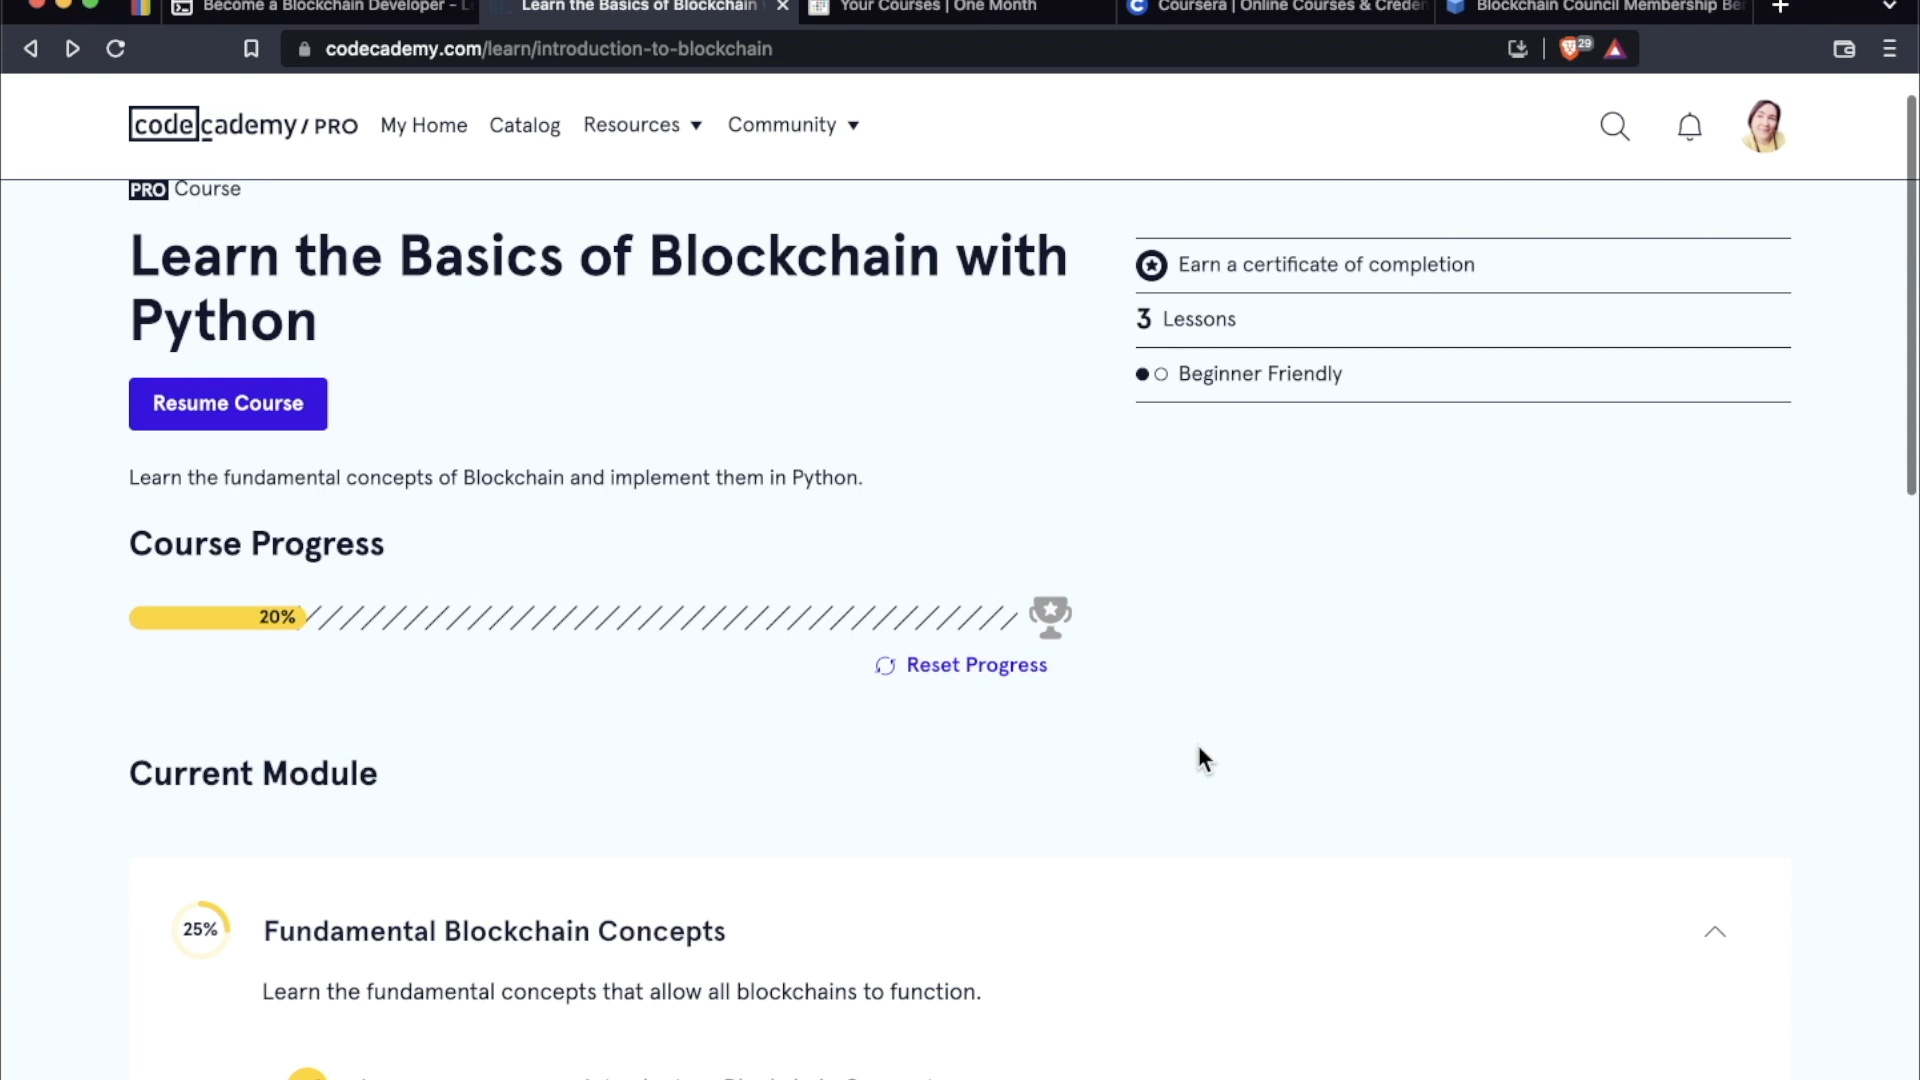 Become a Blockchain Developer - L
Learn the Basics of Blockchain
Your Courses | One Month
Coursera | Online Courses & Creden
Blockchain Council Membership Be
codecademy.com/learn/introduction-to-blockchain
29
codecademy / PRO
My Home
Catalog
Resources
Community
PRO Course
Learn the Basics of Blockchain with
Python
Resume Course
Learn the fundamental concepts of Blockchain and implement them in Python.
Earn a certificate of completion
3 Lessons
Beginner Friendly
Course Progress
20%
Reset Progress
Current Module
25%
Fundamental Blockchain Concepts
Learn the fundamental concepts that allow all blockchains to function.